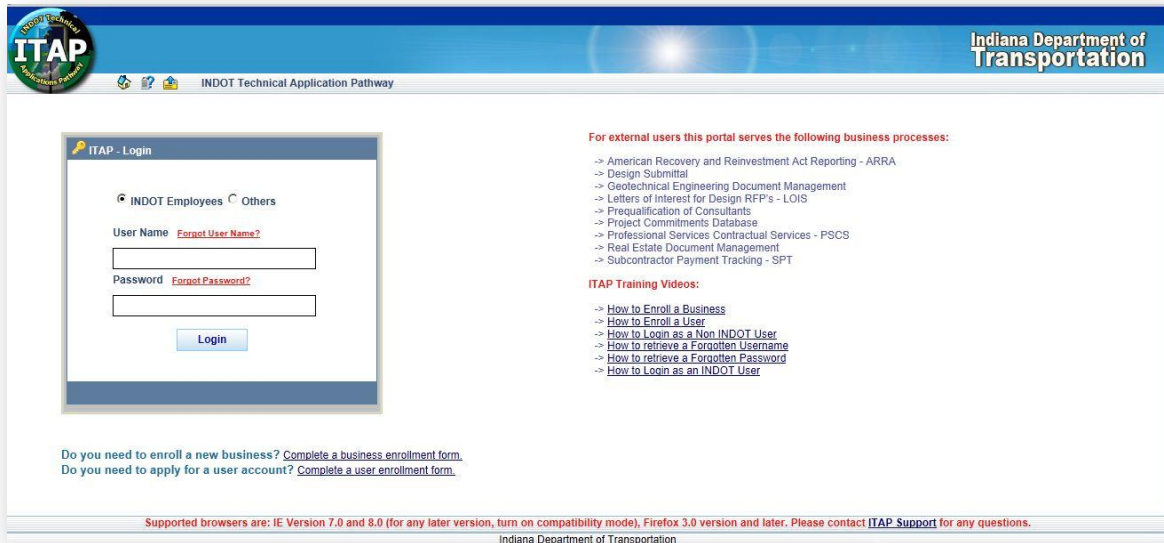 INDOT Technical
ITAP
Applications Pathway
Indiana Department of
Transportation
INDOT Technical Application Pathway
ITAP - Login
INDOT Employees Others
User Name Forgot User Name?
Password Forgot Password?
Login
For external users this portal serves the following business processes:
-> American Recovery and Reinvestment Act Reporting - ARRA
-> Design Submittal
-> Geotechnical Engineering Document Management
-> Letters of Interest for Design RFP's - LOIS
-> Prequalification of Consultants
-> Project Commitments Database
-> Professional Services Contractual Services - PSCS
-> Real Estate Document Management
-> Subcontractor Payment Tracking - SPT
ITAP Training Videos:
-> How to Enroll a Business
-> How to Enroll a User
-> How to Login as a Non INDOT User
-> How to retrieve a Forgotten Username
-> How to retrieve a Forgotten Password
-> How to Login as an INDOT User
Do you need to enroll a new business? Complete a business enrollment form.
Do you need to apply for a user account? Complete a user enrollment form.
Supported browsers are: IE Version 7.0 and 8.0 (for any later version, turn on compatibility mode), Firefox 3.0 version and later. Please contact ITAP Support for any questions.
Indiana Department of Transportation